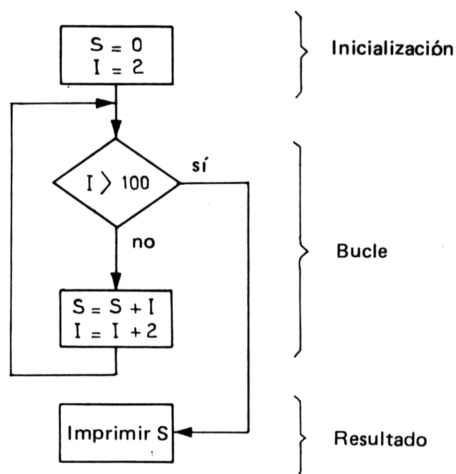 S = 0
I = 2
Inicialización
I > 100
sí
no
Bucle
S = S + I
I = I + 2
Imprimir S
Resultado